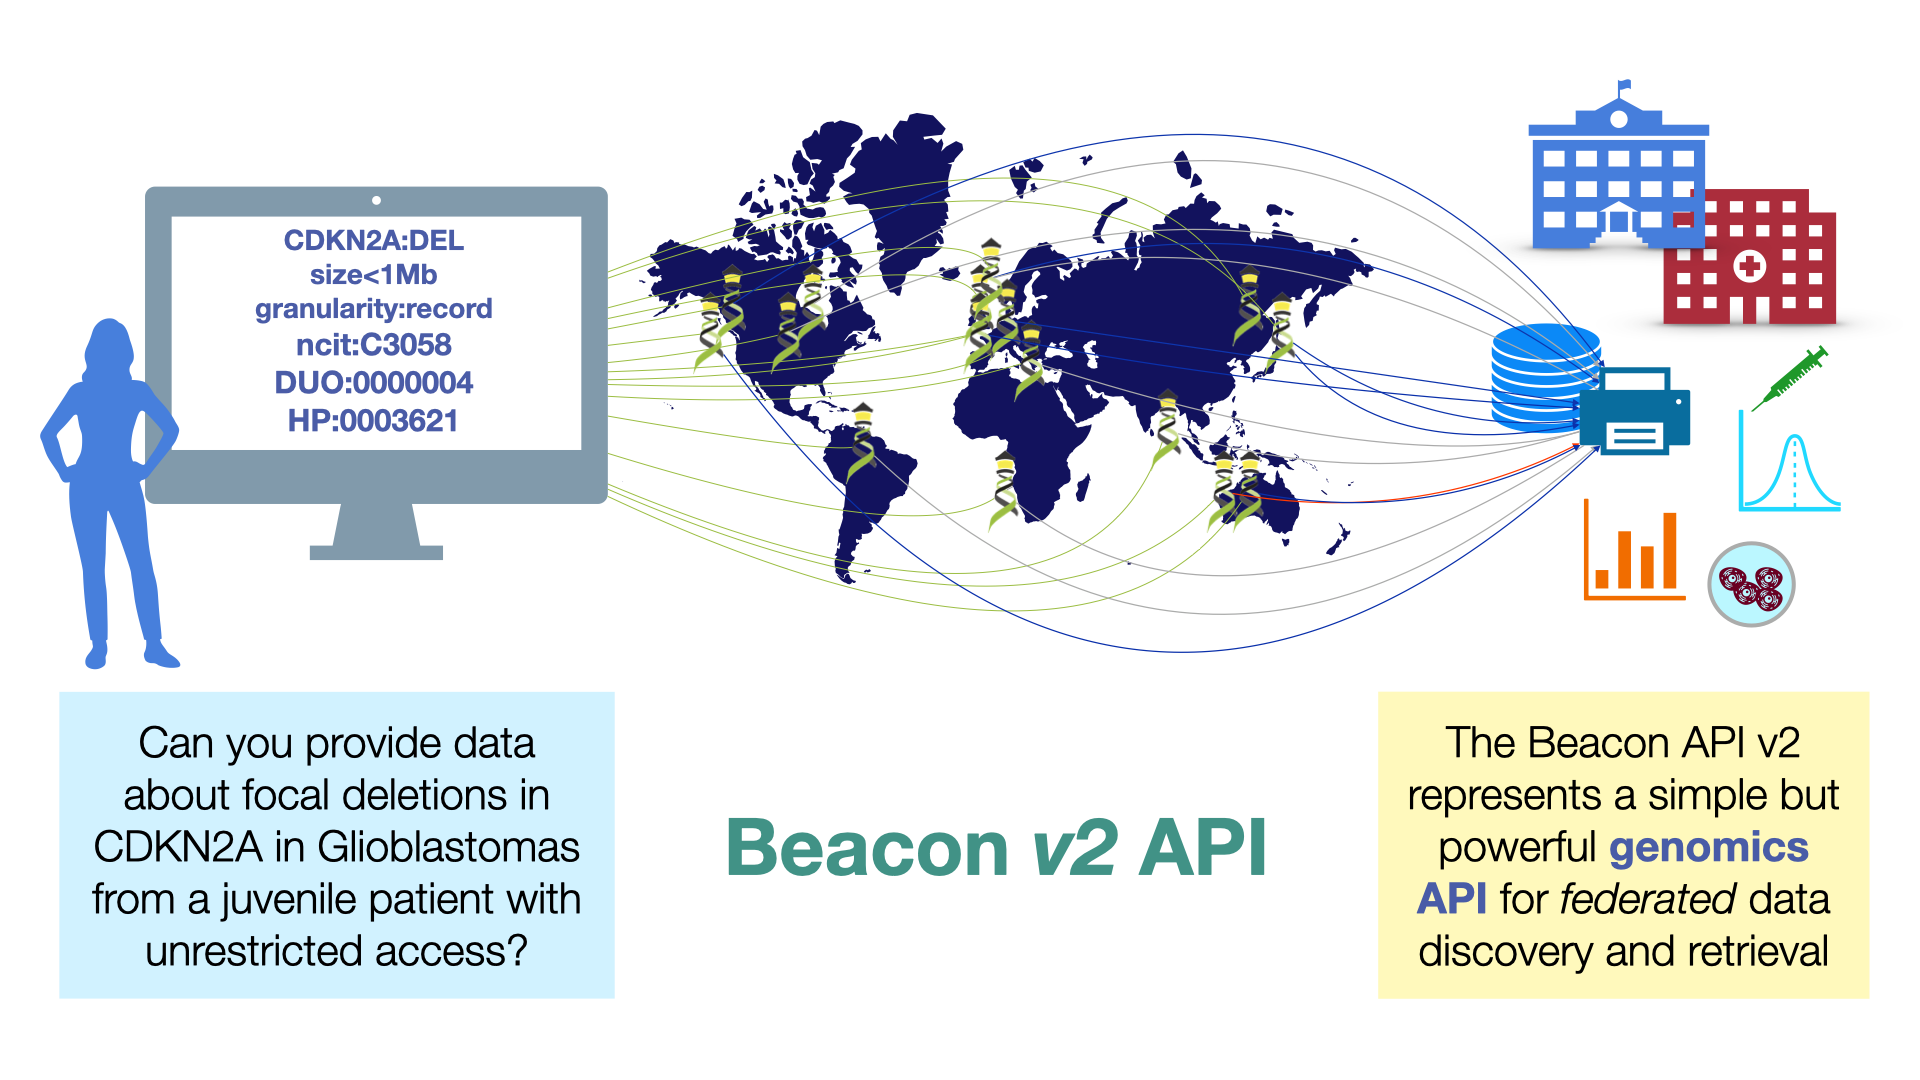 CDKN2A:DEL
size<1Mb
granularity:record
ncit:C3058
DUO:0000004
HP:0003621
Can you provide data
about focal deletions in
CDKN2A in Glioblastomas
from a juvenile patient with
unrestricted access?
Beacon v2 API
The Beacon API v2
represents a simple but
powerful genomics
API for federated data
discovery and retrieval